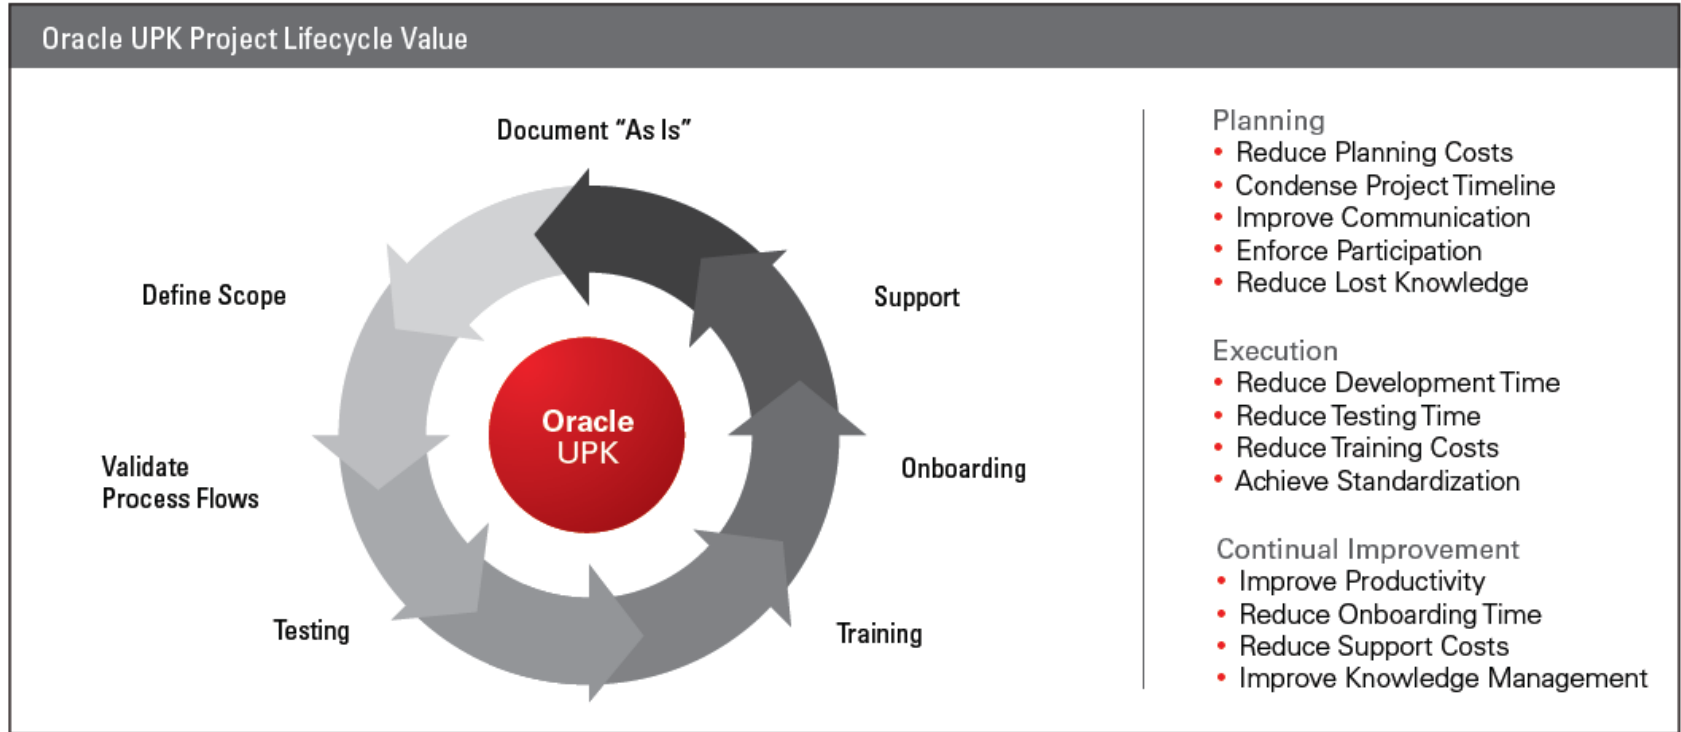 Oracle UPK Project Lifecycle Value
Document “As Is”
Define Scope
Support
Oracle
UPK
Validate
Process Flows
Onboarding
Testing
Training
Planning
• Reduce Planning Costs
• Condense Project Timeline
• Improve Communication
• Enforce Participation
• Reduce Lost Knowledge
Execution
• Reduce Development Time
• Reduce Testing Time
• Reduce Training Costs
• Achieve Standardization
Continual Improvement
• Improve Productivity
• Reduce Onboarding Time
• Reduce Support Costs
• Improve Knowledge Management